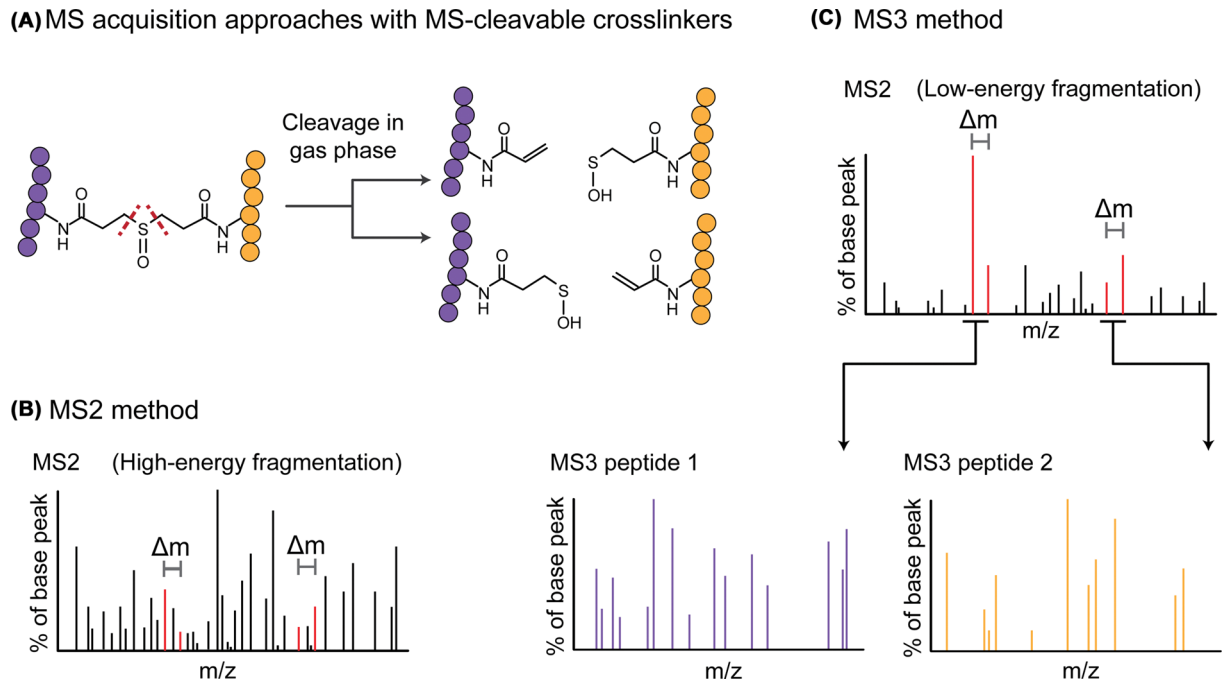 (A) MS acquisition approaches with MS-cleavable crosslinkers
Cleavage in
gas phase
O
N
H
S
O
O
N
H
O
N
H
O
S
OH
N
H
O
N
H
S
OH
O
N
H
(B) MS2 method
MS2 (High-energy fragmentation)
% of base peak
Δm
Δm
m/z
(C) MS3 method
MS2 (Low-energy fragmentation)
% of base peak
Δm
Δm
m/z
MS3 peptide 1
% of base peak
m/z
MS3 peptide 2
% of base peak
m/z